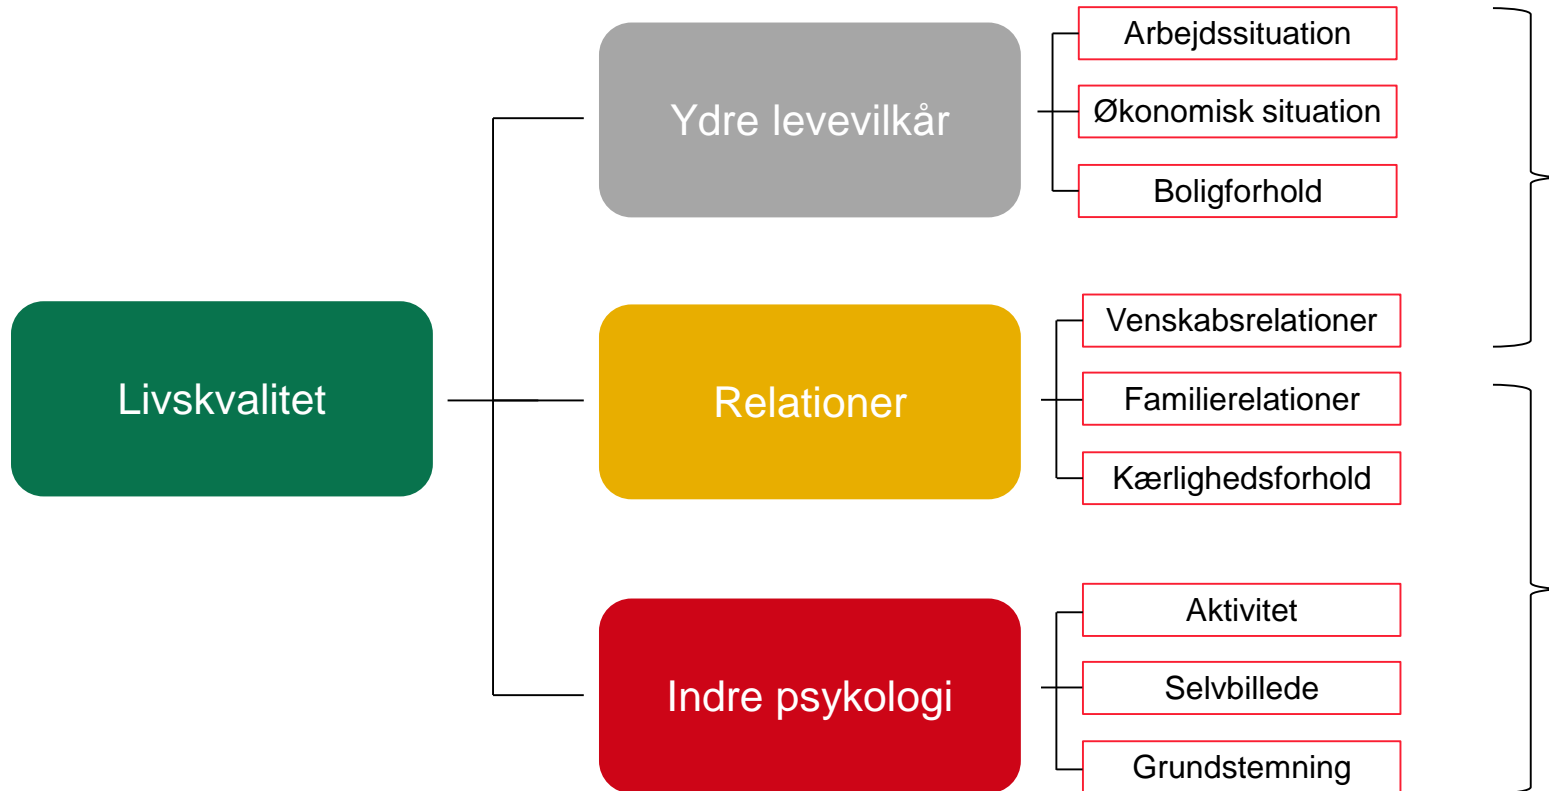 Livskvalitet
Ydre levevilkår
Arbejdssituation
Økonomisk situation
Boligforhold
Relationer
Venskabsrelationer
Familierelationer
Kærlighedsforhold
Indre psykologi
Aktivitet
Selvbillede
Grundstemning